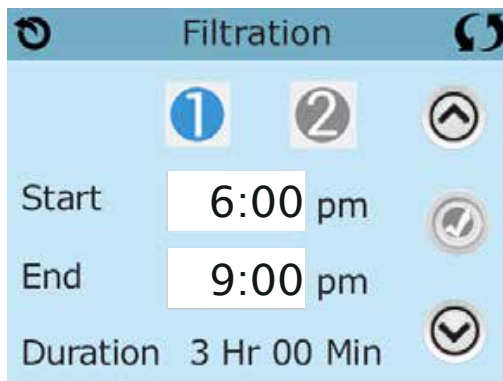 Filtration
1 2
Start 6:00 pm
End 9:00 pm
Duration 3 Hr 00 Min